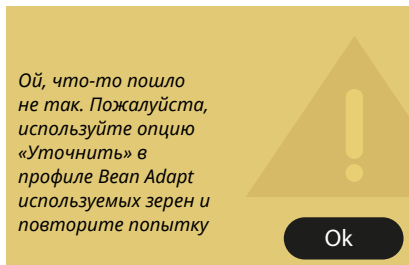 Ой, что-то пошло
не так. Пожалуйста,
используйте опцию
«Уточнить» в
профиле Bean Adapt
используемых зерен и
повторите попытку
Ok